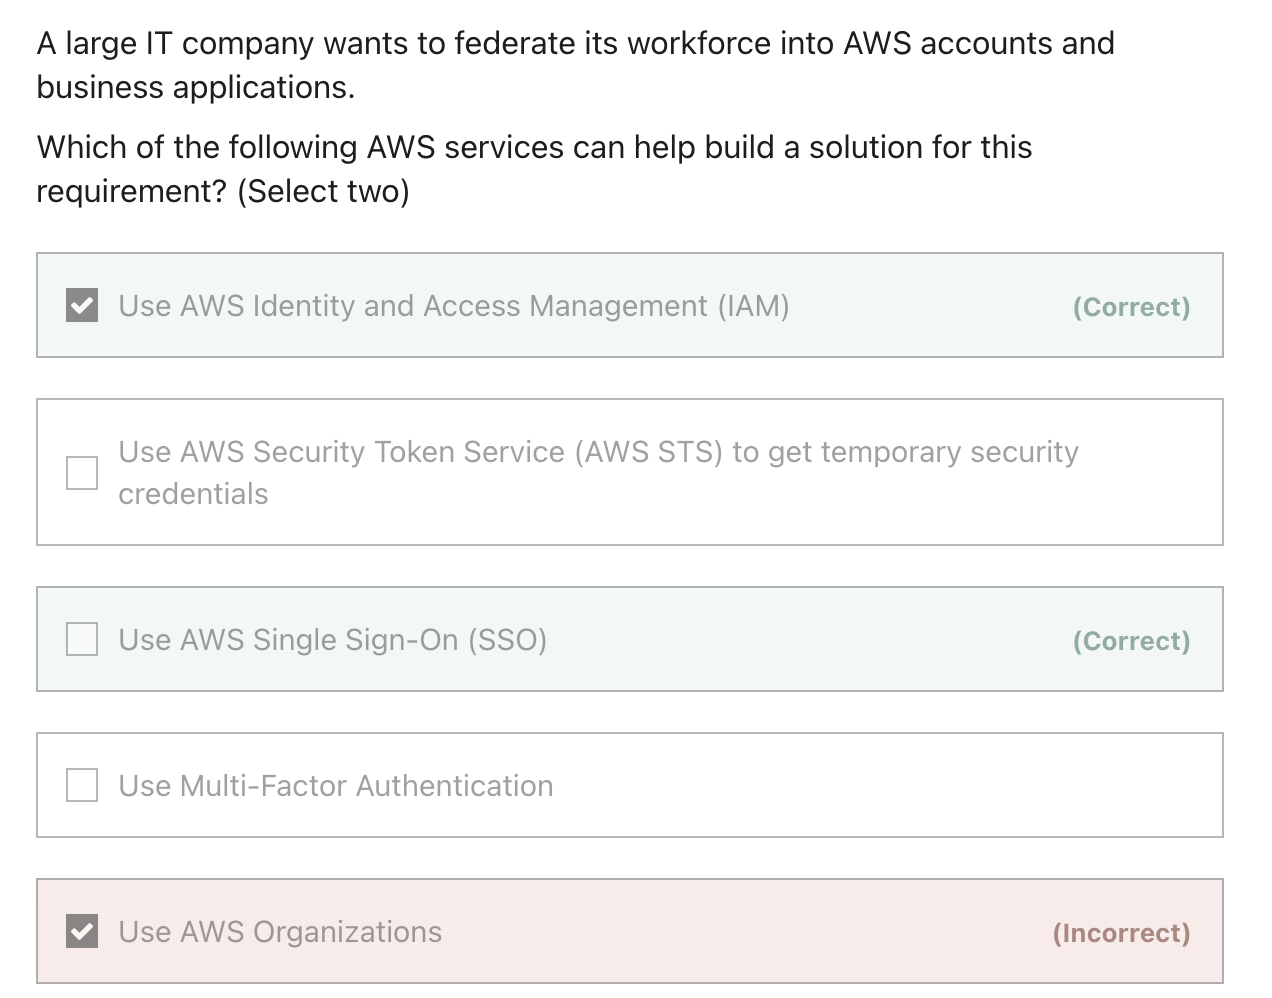 A large IT company wants to federate its workforce into AWS accounts and
business applications.
Which of the following AWS services can help build a solution for this
requirement? (Select two)
Use AWS Identity and Access Management (IAM) (Correct)
Use AWS Security Token Service (AWS STS) to get temporary security
credentials
Use AWS Single Sign-On (SSO) (Correct)
Use Multi-Factor Authentication
Use AWS Organizations (Incorrect)